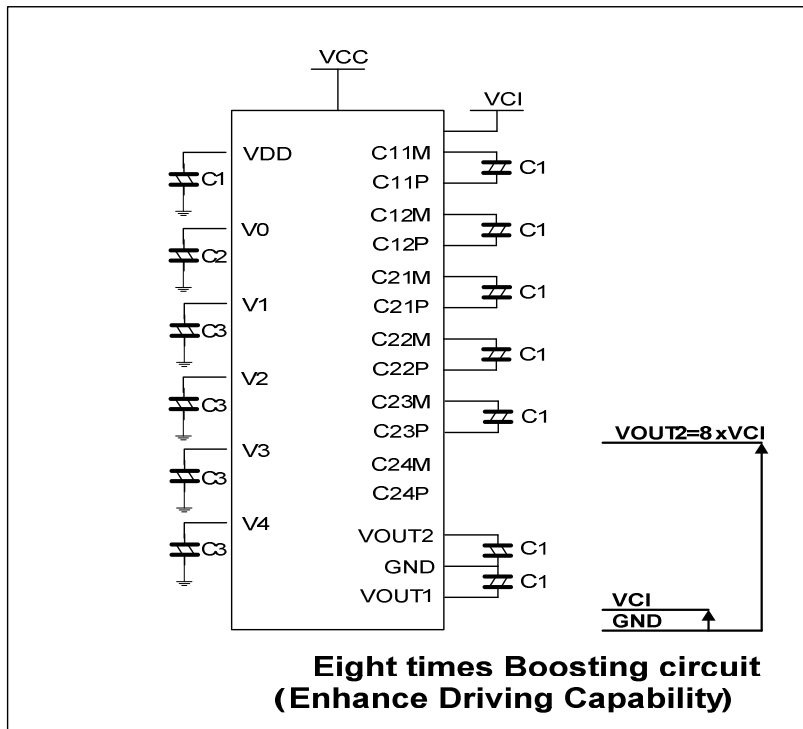 VCC
VCI
VDD
C1
V0
C2
V1
C3
V2
C3
V3
C3
V4
C3
C11M
C11P
C1
C12M
C12P
C1
C21M
C21P
C1
C22M
C22P
C1
C23M
C23P
C1
C24M
C24P
VOUT2
C1
GND
C1
VOUT1
VOUT2=8xVCI
VCI
GND
Eight times Boosting circuit
(Enhance Driving Capability)